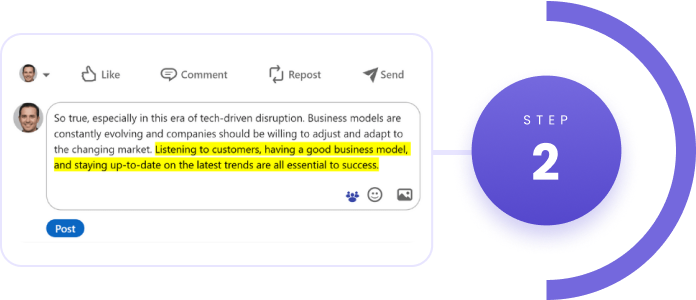 Like Comment Repost Send
So true, especially in this era of tech-driven disruption. Business models are
constantly evolving and companies should be willing to adjust and adapt to
the changing market. Listening to customers, having a good business model,
and staying up-to-date on the latest trends are all essential to success.
Post
STEP
2